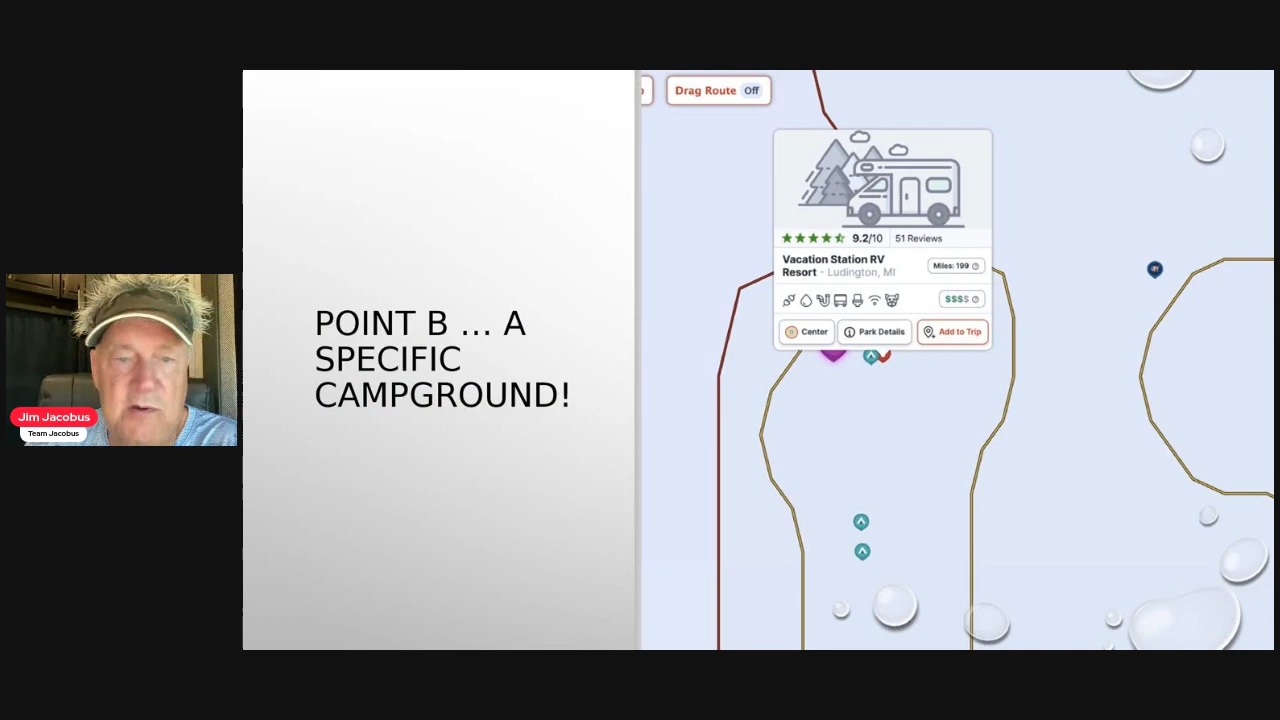 Drag Route Off
9.2/10 51 Reviews
Vacation Station RV
Resort - Ludington, MI
Miles: 199
$$$$
Center
Park Details
Add to Trip
POINT B ... A
SPECIFIC
CAMPGROUND!
Jim Jacobus
Team Jacobus